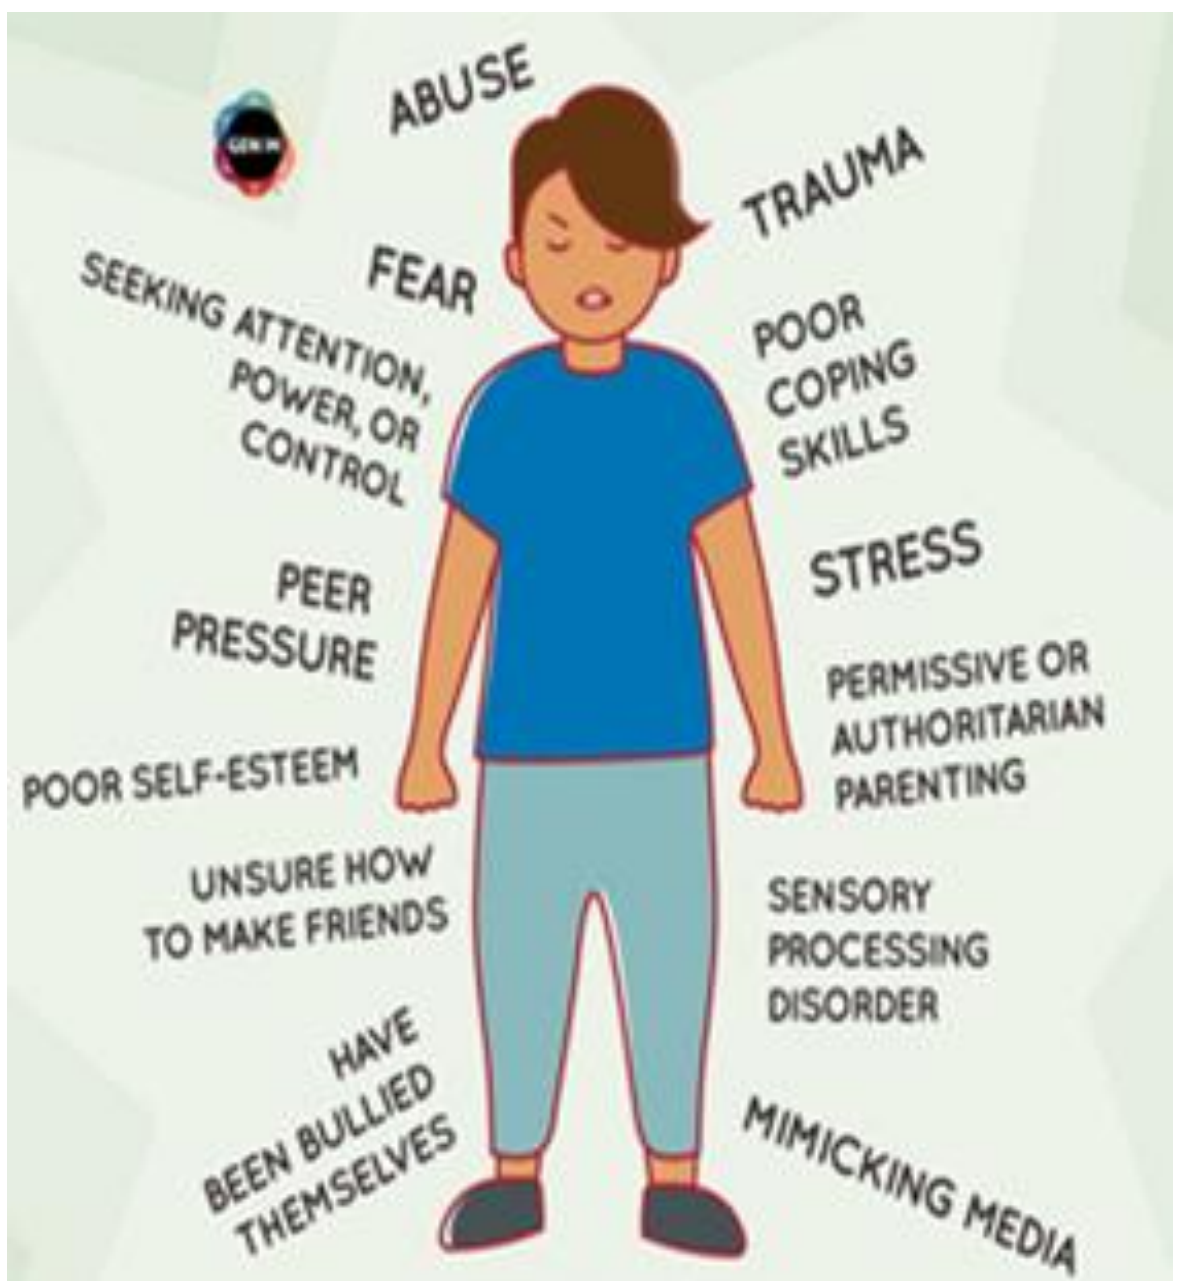 ABUSE
TRAUMA
FEAR
SEEKING ATTENTION,
POWER, OR
CONTROL
POOR
COPING
SKILLS
PEER
PRESSURE
STRESS
PERMISSIVE OR
AUTHORITARIAN
PARENTING
POOR SELF-ESTEEM
UNSURE HOW
TO MAKE FRIENDS
SENSORY
PROCESSING
DISORDER
HAVE
BEEN BULLIED
THEMSELVES
MIMICKING MEDIA